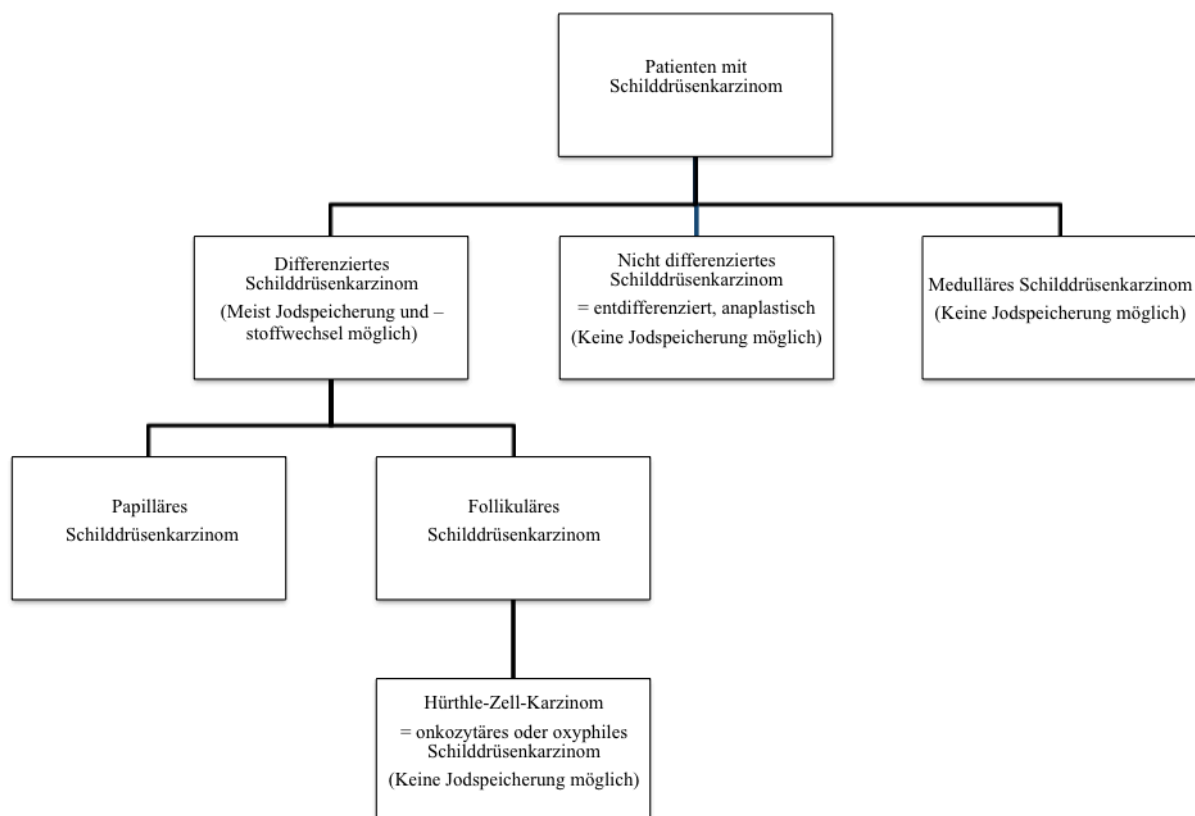 Patienten mit
Schilddrüsenkarzinom
Differenziertes
Schilddrüsenkarzinom
(Meist Jodspeicherung und –
stoffwechsel möglich)
Nicht differenziertes
Schilddrüsenkarzinom
= entdifferenziert, anaplastisch
(Keine Jodspeicherung möglich)
Medulläres Schilddrüsenkarzinom
(Keine Jodspeicherung möglich)
Papilläres
Schilddrüsenkarzinom
Follikuläres
Schilddrüsenkarzinom
Hürthle-Zell-Karzinom
= onkozytäres oder oxyphiles
Schilddrüsenkarzinom
(Keine Jodspeicherung möglich)